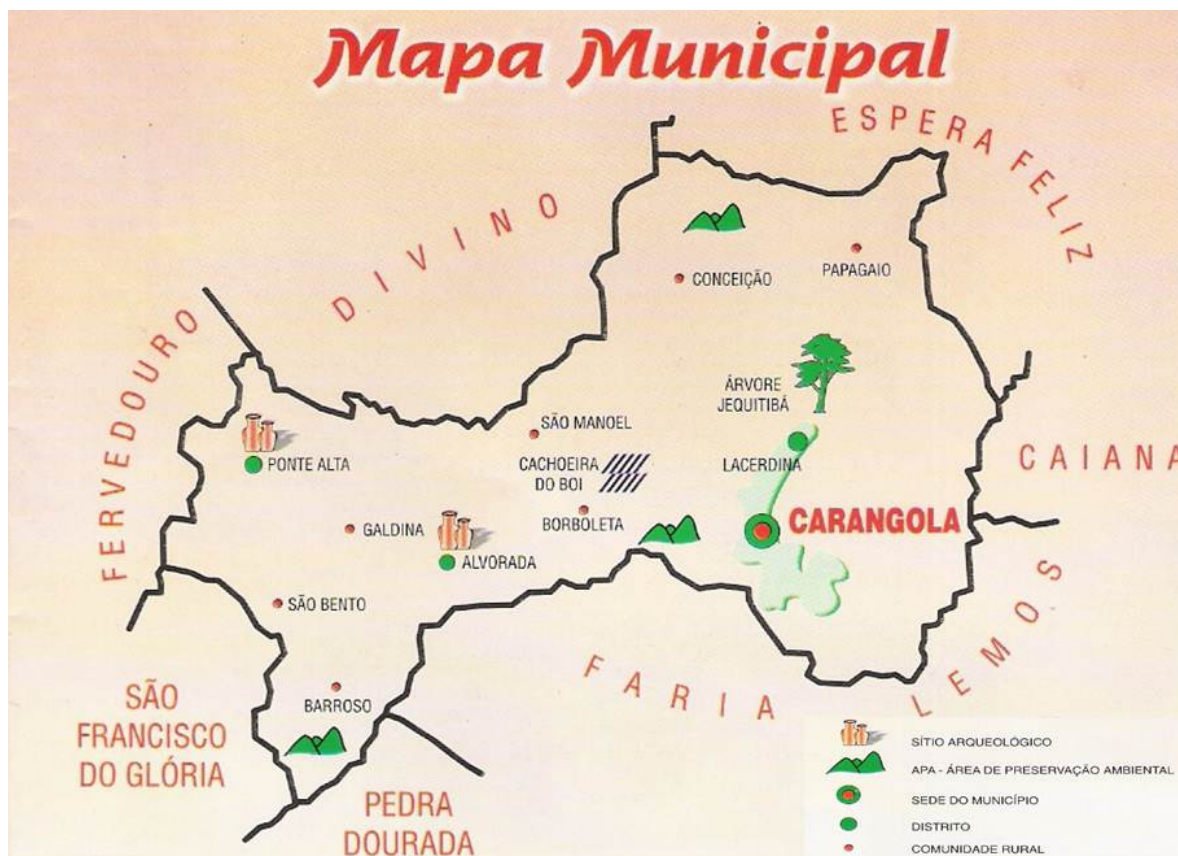 Mapa Municipal
ESPERA FELIZ
DIVINO
CONCEIÇÃO
PAPAGAIO
FERVEDOURO
ÁRVORE
JEQUITIBÁ
SÃO MANOEL
PONTE ALTA
CACHOEIRA
DO BOI
LACERDINA
CAIANA
GALDINA
BORBOLETA
CARANGOLA
ALVORADA
SÃO BENTO
FARIA LEMOS
BARROSO
SÃO
FRANCISCO
DO GLÓRIA
PEDRA
DOURADA
SÍTIO ARQUEOLÓGICO
APA - ÁREA DE PRESERVAÇÃO AMBIENTAL
SEDE DO MUNICÍPIO
DISTRITO
COMUNIDADE RURAL